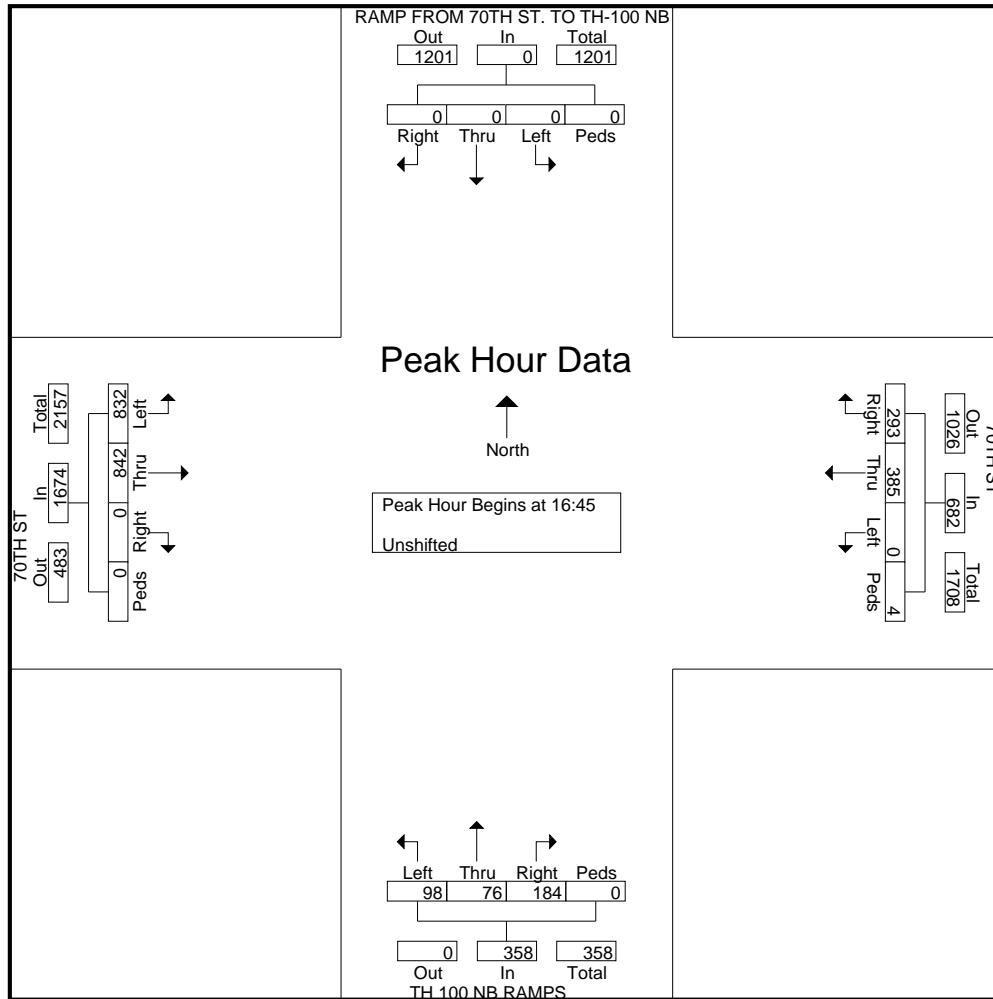 RAMP FROM 70TH ST. TO TH-100 NB
Out In Total
1201 0 1201
0 0 0 0
Right Thru Left Peds
Peak Hour Data
North
Peak Hour Begins at 16:45
Unshifted
70TH ST
Total In Out
2157 1674 483
832 842 0 0
Left Thru Right Peds
70TH ST
Out In Total
1026 682 1708
293 385 0 4
Right Thru Left Peds
Left Thru Right Peds
98 76 184 0
0 358 358
Out In Total
TH 100 NB RAMPS